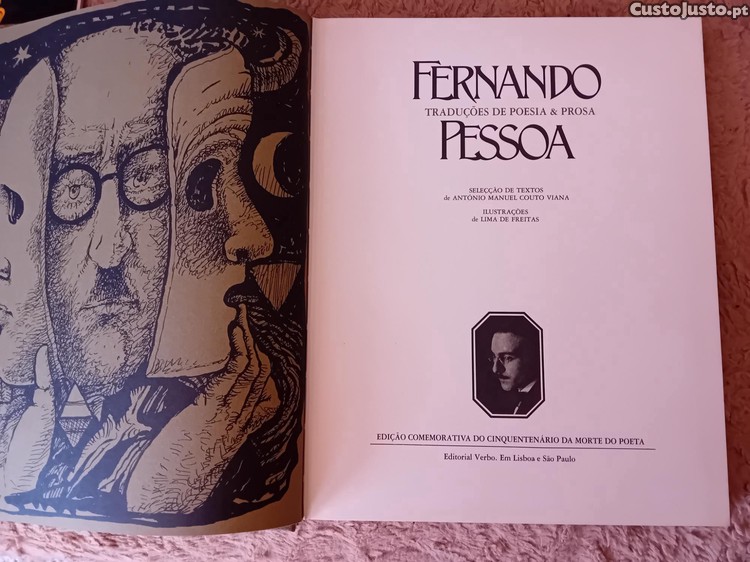 CustoJusto.pt
FERNANDO
TRADUÇÕES DE POESIA & PROSA
PESSOA
SELECÇÃO DE TEXTOS
de ANTÓNIO MANUEL COUTO VIANA
ILUSTRAÇÕES
de LIMA DE FREITAS
EDIÇÃO COMEMORATIVA DO CINQUENTENÁRIO DA MORTE DO POETA
Editorial Verbo. Em Lisboa e São Paulo